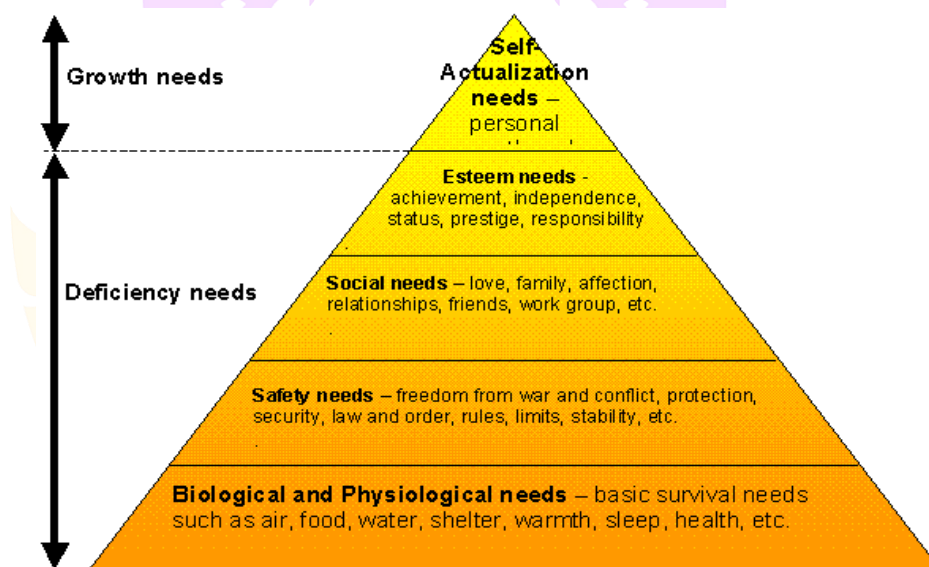 Growth needs
Self-
Actualization
needs –
personal
Esteem needs -
achievement, independence,
status, prestige, responsibility
Deficiency needs
Social needs – love, family, affection,
relationships, friends, work group, etc.
Safety needs – freedom from war and conflict, protection,
security, law and order, rules, limits, stability, etc.
Biological and Physiological needs – basic survival needs
such as air, food, water, shelter, warmth, sleep, health, etc.